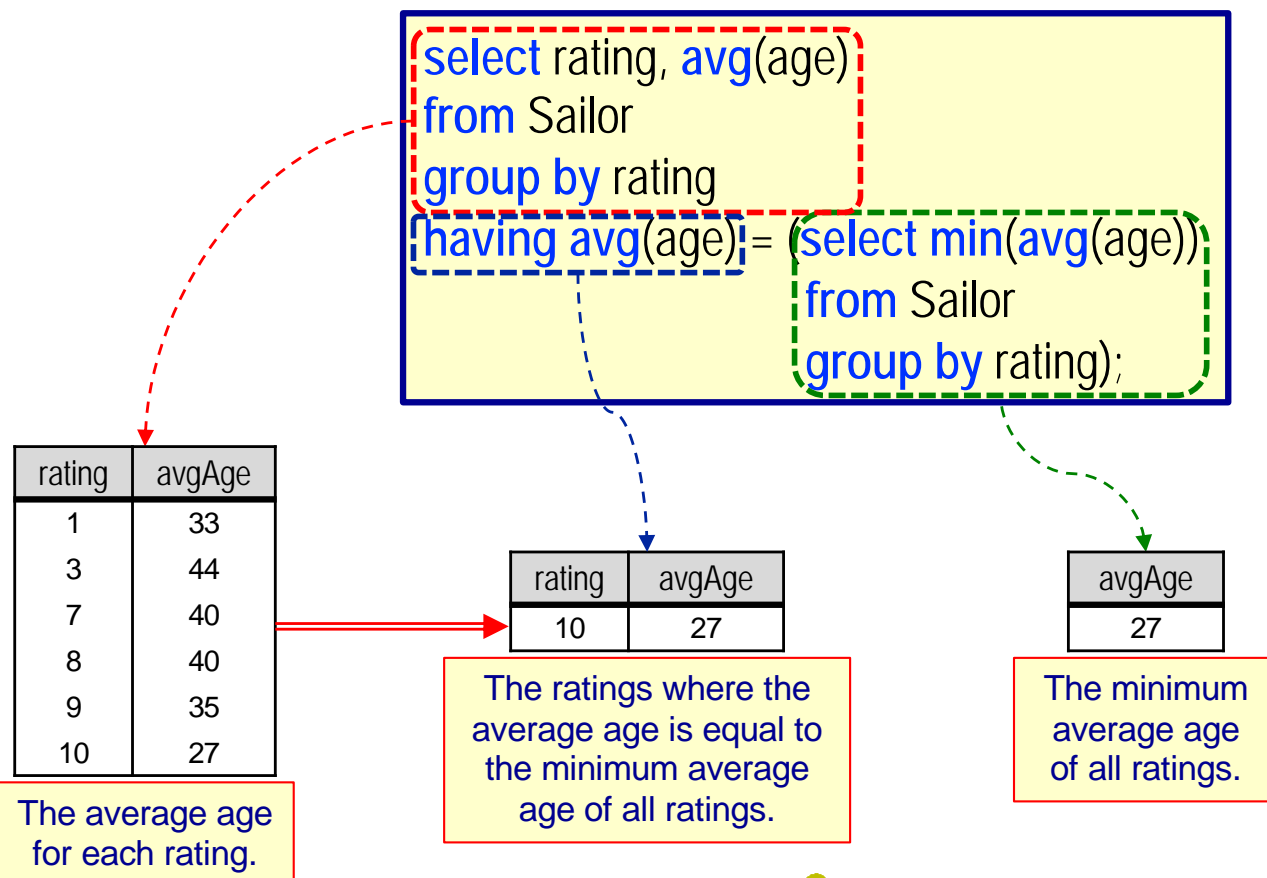 select rating, avg(age)
from Sailor
group by rating
having avg(age) = (select min(avg(age))
from Sailor
group by rating);
rating avgAge
1 33
3 44
7 40
8 40
9 35
10 27
The average age
for each rating.
rating avgAge
10 27
The ratings where the
average age is equal to
the minimum average
age of all ratings.
avgAge
27
The minimum
average age
of all ratings.